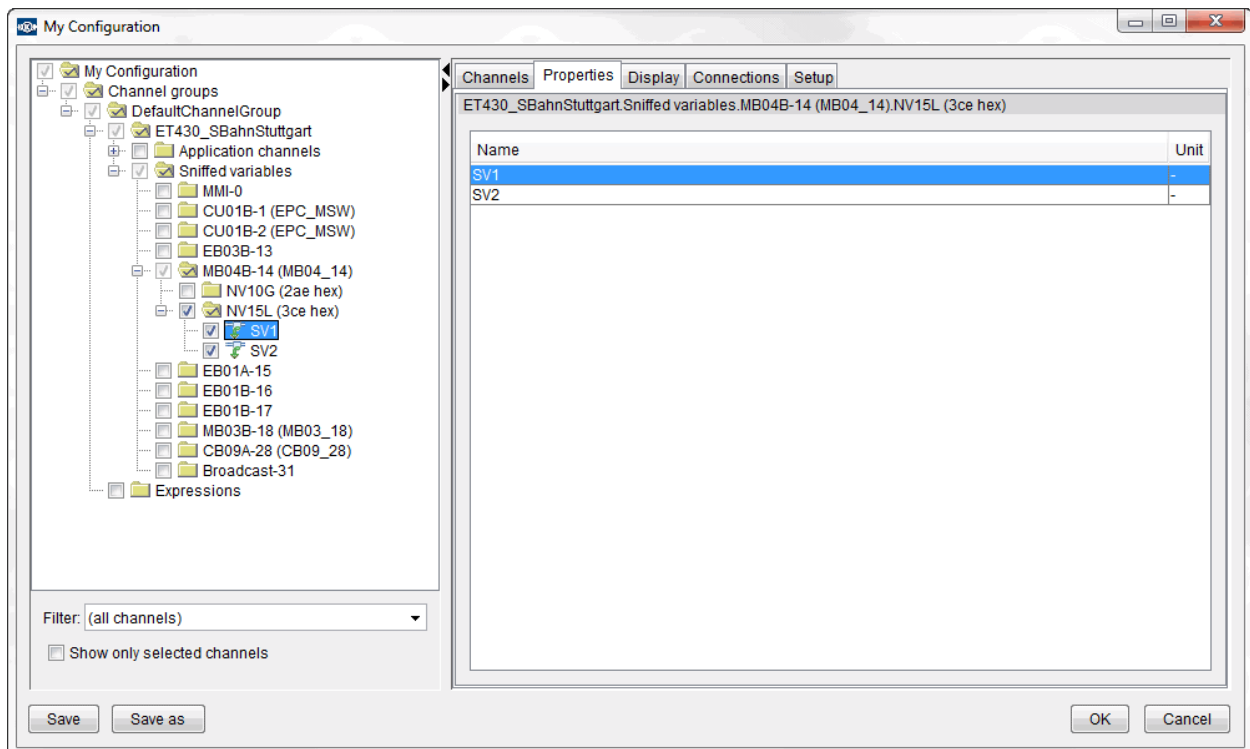 My Configuration
My Configuration
Channel groups
DefaultChannelGroup
ET430_SBahnStuttgart
Application channels
Sniffed variables
MMI-0
CU01B-1 (EPC_MSW)
CU01B-2 (EPC_MSW)
EB03B-13
MB04B-14 (MB04_14)
NV10G (2ae hex)
NV15L (3ce hex)
SV1
SV2
EB01A-15
EB01B-16
EB01B-17
MB03B-18 (MB03_18)
CB09A-28 (CB09_28)
Broadcast-31
Expressions
Filter: (all channels)
Show only selected channels
Channels Properties Display Connections Setup
ET430_SBahnStuttgart.Sniffed variables.MB04B-14 (MB04_14).NV15L (3ce hex)
Name Unit
SV1 -
SV2 -
Save Save as OK Cancel